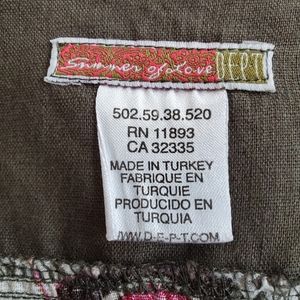 Summer of Love DEPT
502.59.38.520
RN 11893
CA 32335
MADE IN TURKEY
FABRIQUE EN
TURQUIE
PRODUCIDO EN
TURQUIA
WWW.D-E-P-T.COM